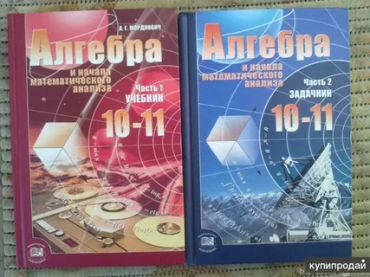 А. Г. МОРДКОВИЧ
Алгебра
и начала
математического
анализа
Часть 1
УЧЕБНИК
10-11
Алгебра
и начала
математического
анализа
Часть 2
ЗАДАЧНИК
10-11
купипродай